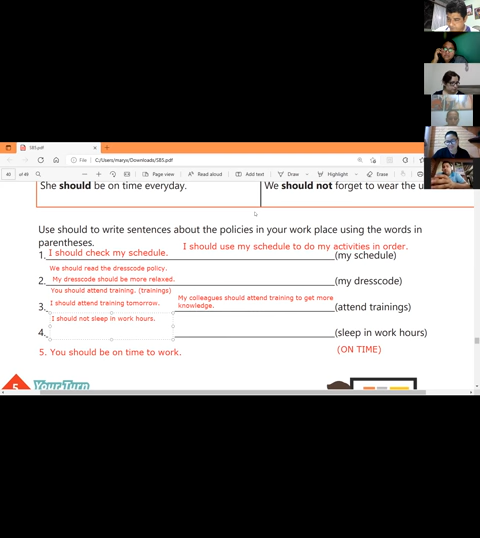 SB5.pdf
File
C:/Users/maryx/Downloads/SB5.pdf
40 of 48
Page view
Read aloud
Add text
Draw
Highlight
Erase
She should be on time everyday.
We should not forget to wear the u
Use should to write sentences about the policies in your work place using the words in
parentheses.
I should use my schedule to do my activities in order.
1. I should check my schedule. (my schedule)
We should read the dresscode policy.
2. My dresscode should be more relaxed. (my dresscode)
You should attend training. (trainings)
3. I should attend training tomorrow. My colleagues should attend training to get more
knowledge. (attend trainings)
I should not sleep in work hours.
4. (sleep in work hours)
5. You should be on time to work. (ON TIME)
5 Your Turn